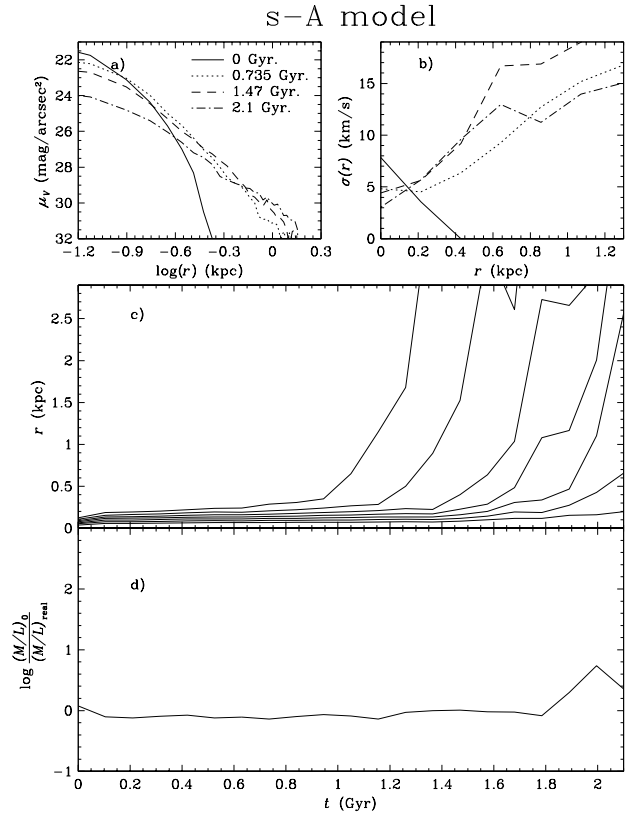 s-A model
a)
0 Gyr.
0.735 Gyr.
1.47 Gyr.
2.1 Gyr.
22
24
26
28
30
32
μV (mag/arcsec²)
-1.2 -0.9 -0.6 -0.3 0 0.3
log(r) (kpc)
b)
15
10
5
0
σ(r) (km/s)
0 0.2 0.4 0.6 0.8 1 1.2
r (kpc)
c)
2.5
2
1.5
1
0.5
0
r (kpc)
d)
2
1
0
-1
log (M/L)0 / (M/L)real
0 0.2 0.4 0.6 0.8 1 1.2 1.4 1.6 1.8 2
t (Gyr)